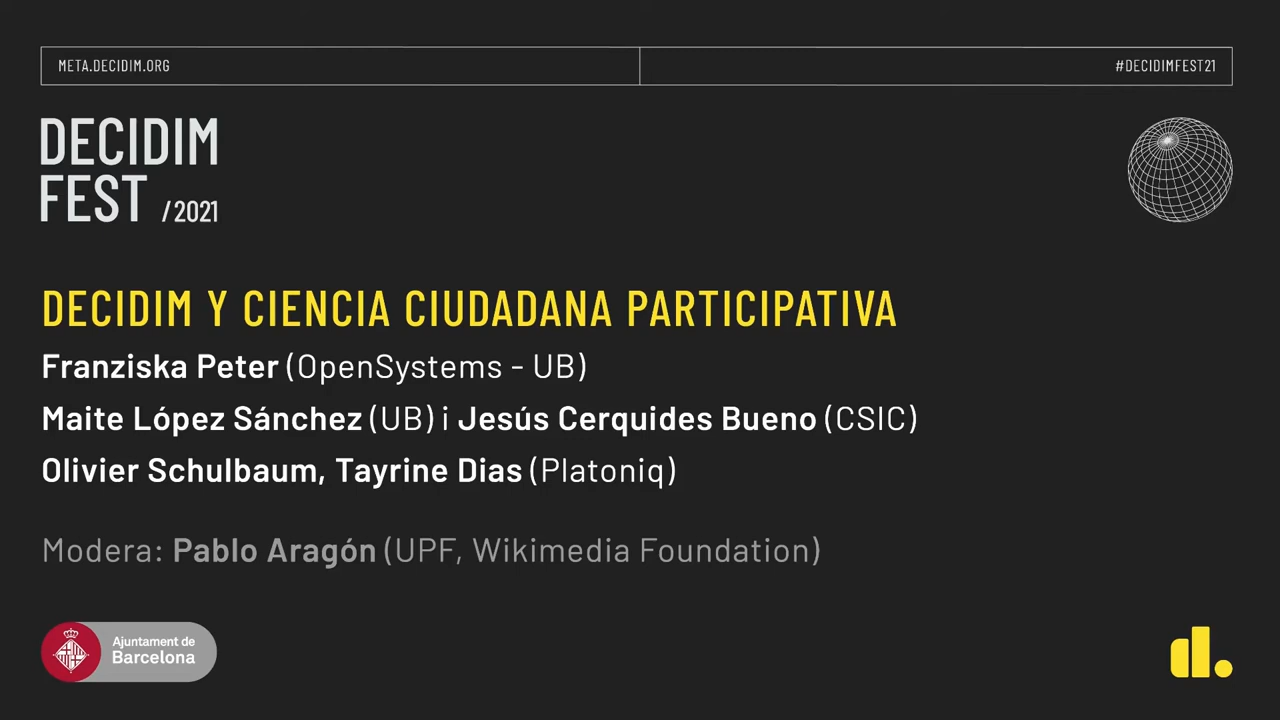 META.DECIDIM.ORG
#DECIDIMFEST21
DECIDIM
FEST /2021
DECIDIM Y CIENCIA CIUDADANA PARTICIPATIVA
Franziska Peter (OpenSystems - UB)
Maite López Sánchez (UB) i Jesús Cerquides Bueno (CSIC)
Olivier Schulbaum, Tayrine Dias (Platoniq)
Modera: Pablo Aragón (UPF, Wikimedia Foundation)
Ajuntament de
Barcelona
d.